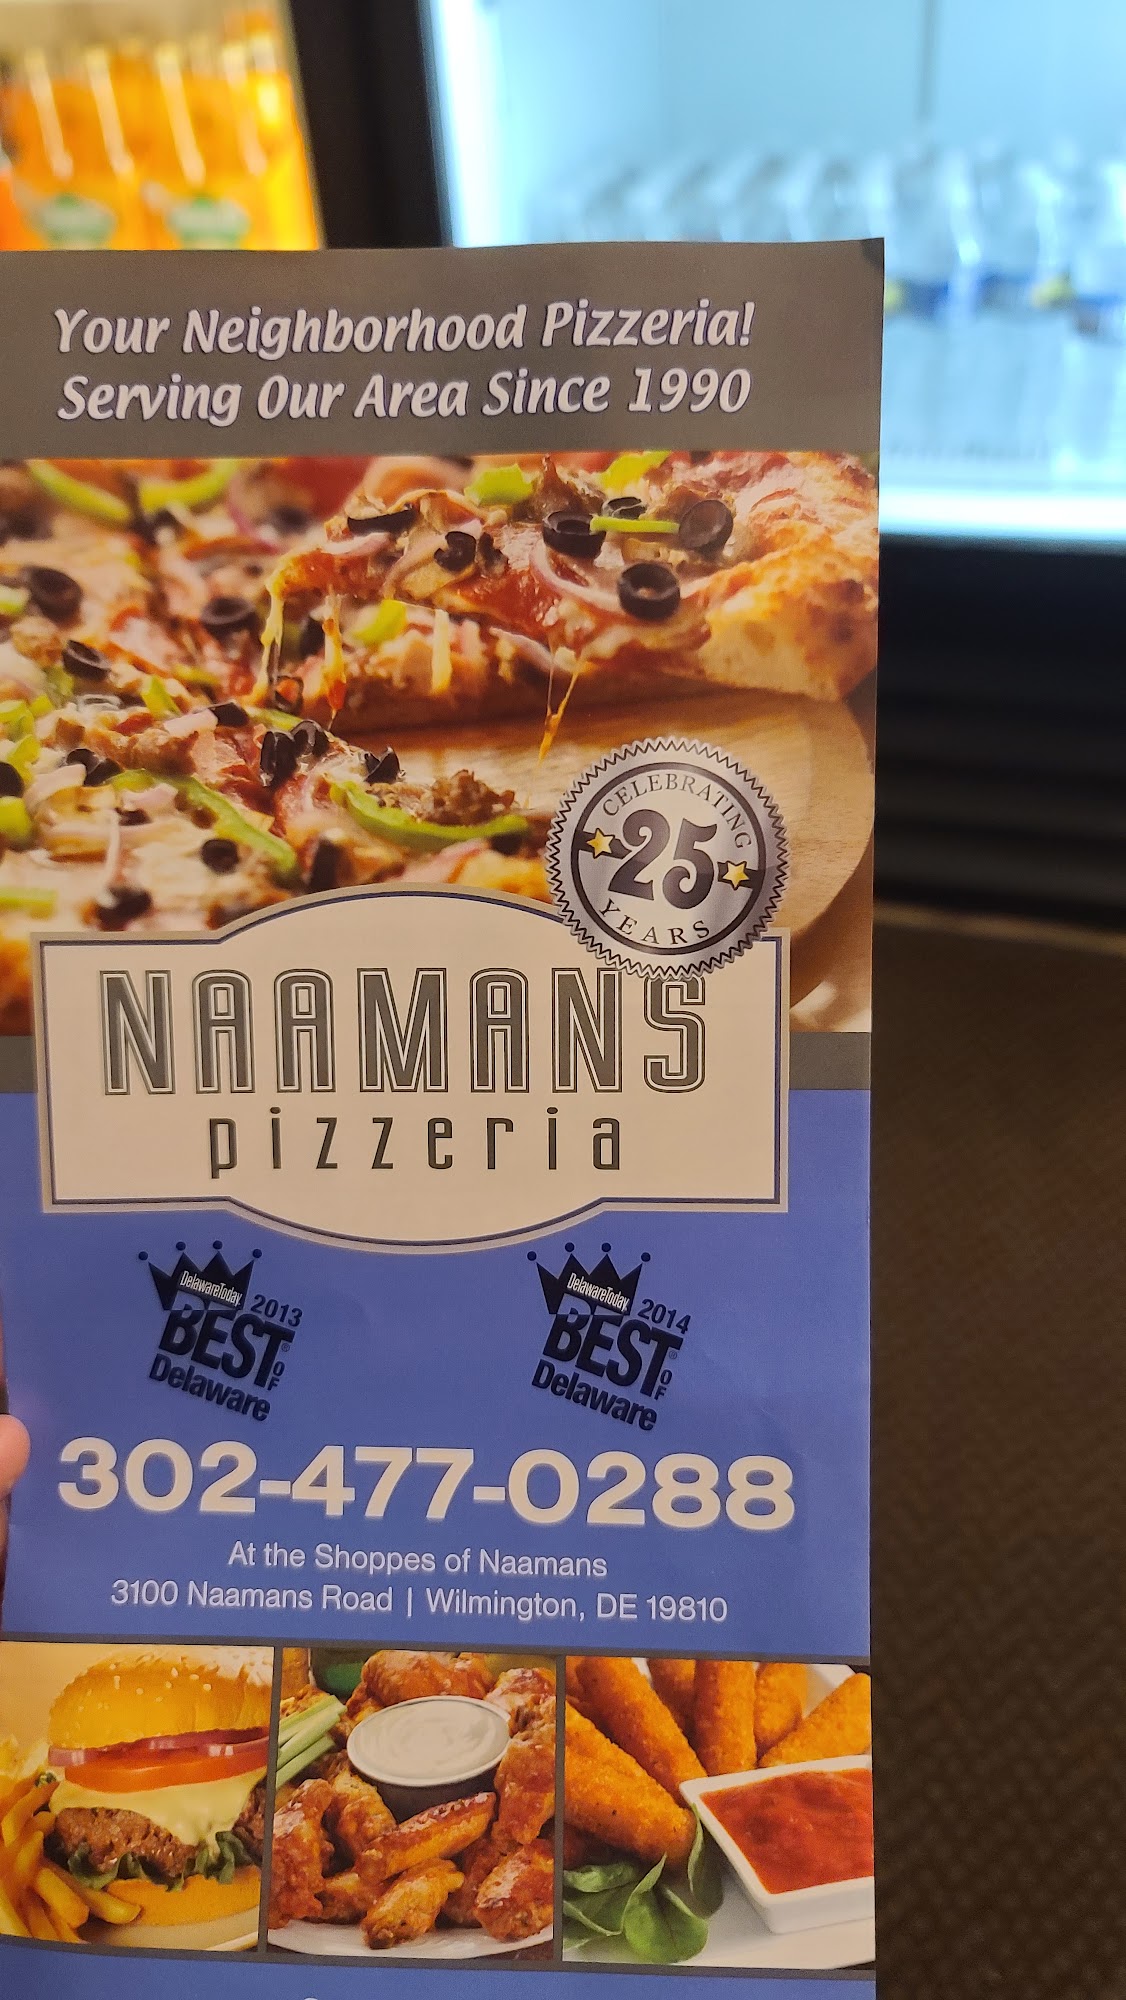 Your Neighborhood Pizzeria!
Serving Our Area Since 1990
CELEBRATING
25
YEARS
NAAMANS
pizzeria
DelawareToday
2013
BEST OF
Delaware
DelawareToday
2014
BEST OF
Delaware
302-477-0288
At the Shoppes of Naamans
3100 Naamans Road | Wilmington, DE 19810